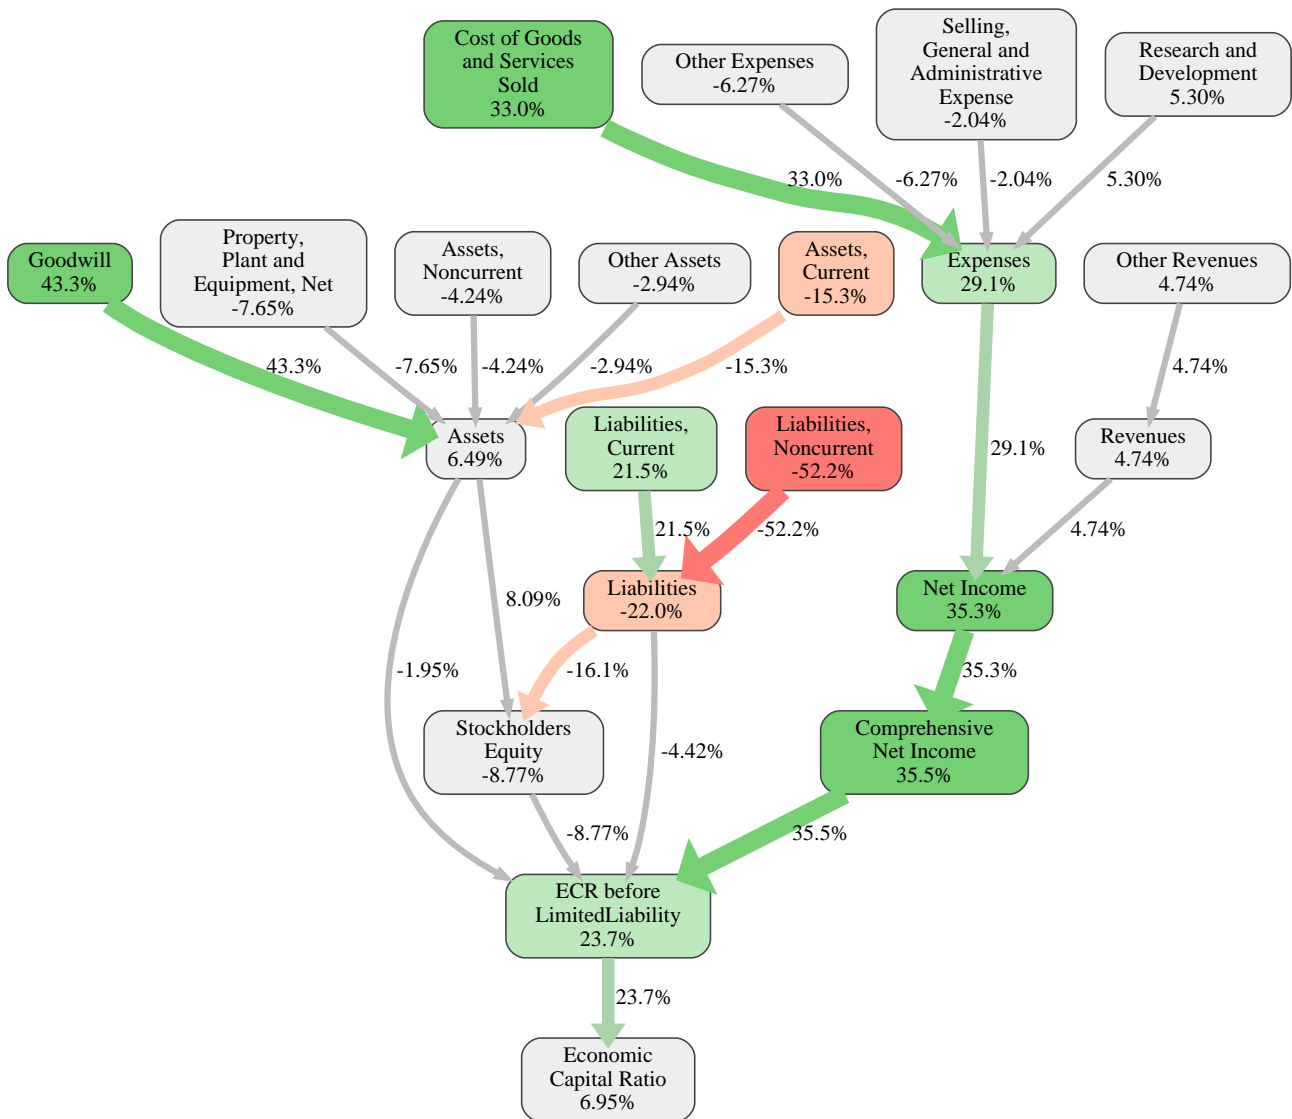 Cost of Goods
and Services
Sold
33.0%
Other Expenses
-6.27%
Selling,
General and
Administrative
Expense
-2.04%
Research and
Development
5.30%
33.0%
-6.27%
-2.04%
5.30%
Goodwill
43.3%
Property,
Plant and
Equipment, Net
-7.65%
Assets,
Noncurrent
-4.24%
Other Assets
-2.94%
Assets,
Current
-15.3%
Expenses
29.1%
Other Revenues
4.74%
43.3%
-7.65%
-4.24%
-2.94%
-15.3%
4.74%
Assets
6.49%
Liabilities,
Current
21.5%
Liabilities,
Noncurrent
-52.2%
29.1%
Revenues
4.74%
21.5%
-52.2%
4.74%
8.09%
Liabilities
-22.0%
Net Income
35.3%
-1.95%
-16.1%
35.3%
Stockholders
Equity
-8.77%
-4.42%
Comprehensive
Net Income
35.5%
-8.77%
35.5%
ECR before
LimitedLiability
23.7%
23.7%
Economic
Capital Ratio
6.95%